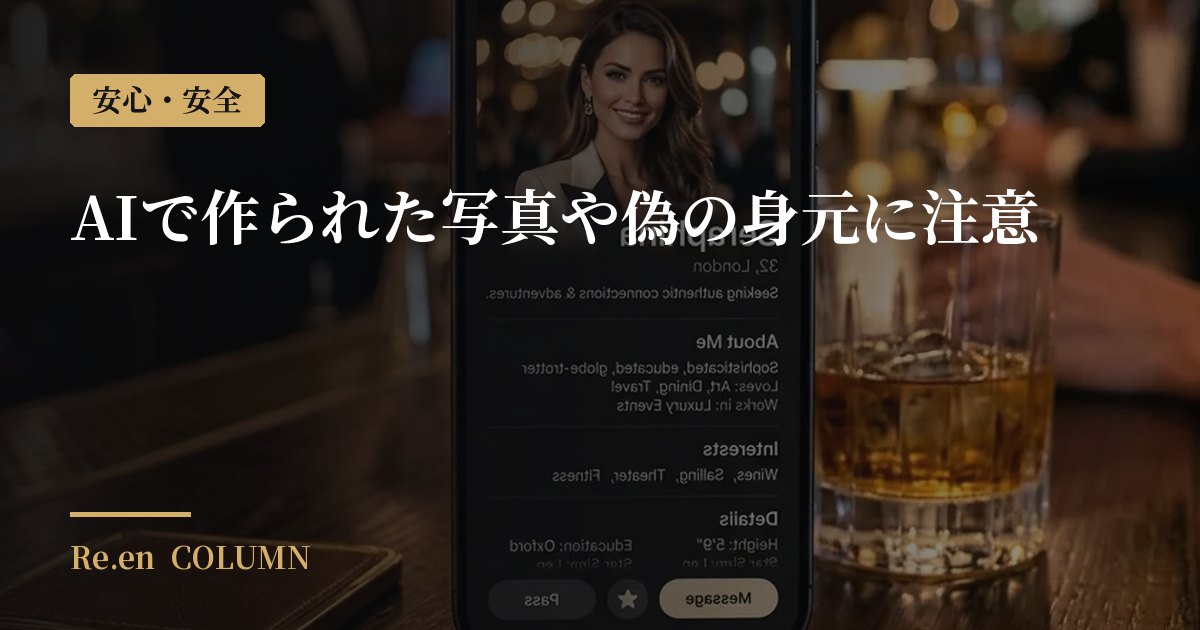 安心・安全
AIで作られた写真や偽の身元に注意
32, London
Seeking authentic connections & adventures.
About Me
Sophisticated, educated, globe-trotter
Loves: Art, Dining, Travel
Works in: Luxury Events
Interests
Wines, Salling, Theater, Fitness
Details
Height: 5'9" Education: Oxford
Pass Message
Re.en COLUMN